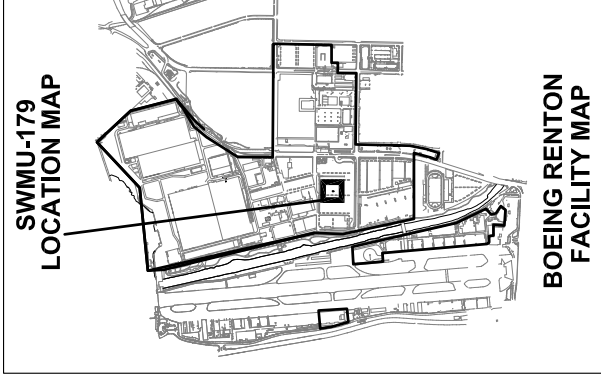 SWMU-179
LOCATION MAP
BOEING RENTON
FACILITY MAP